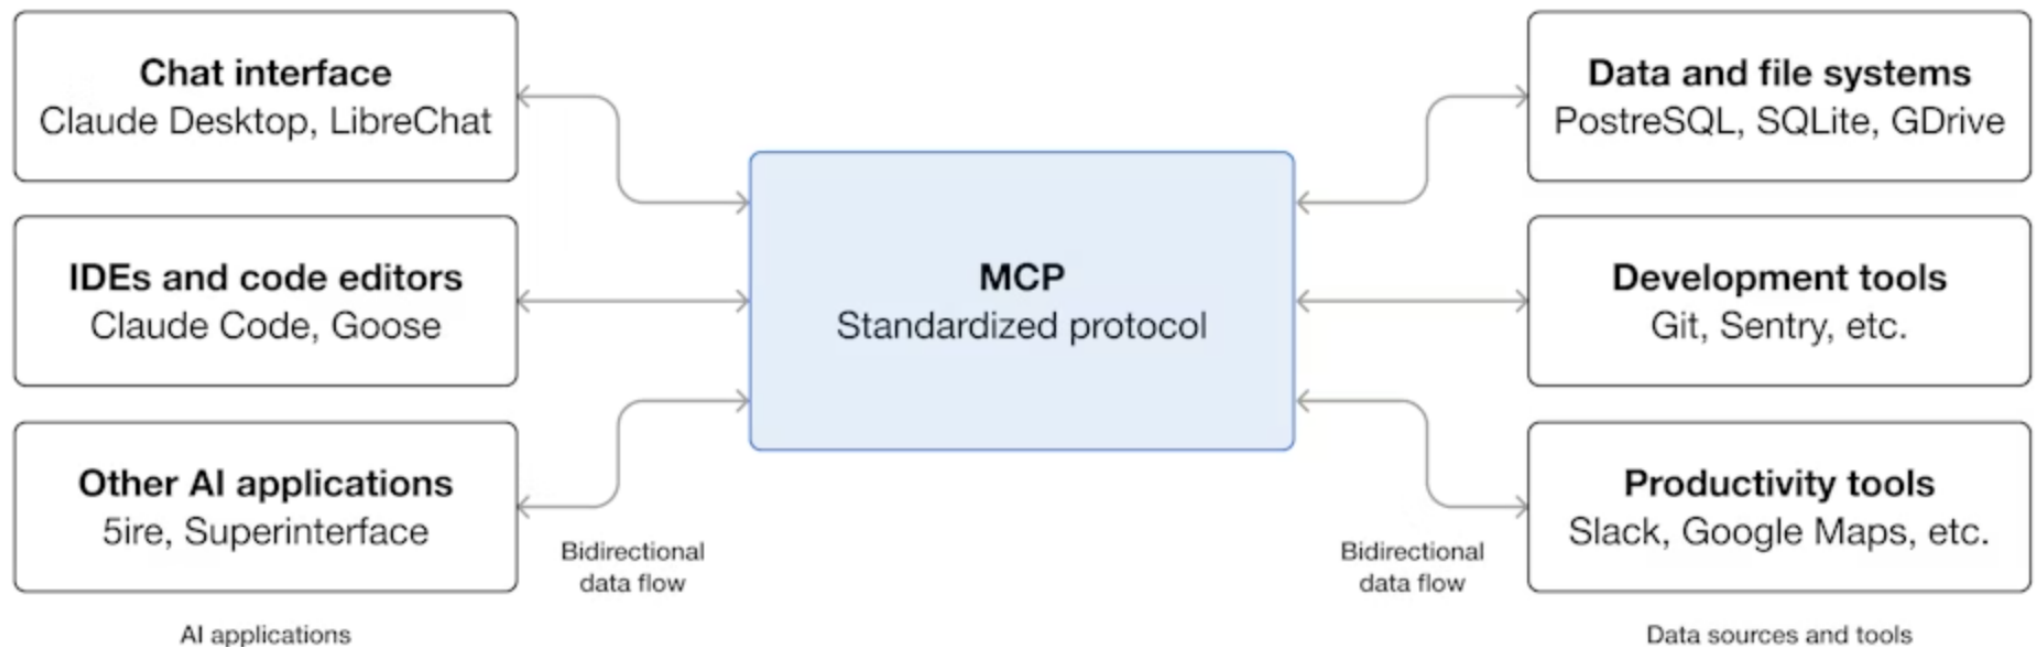 Chat interface
Claude Desktop, LibreChat
IDEs and code editors
Claude Code, Goose
Other AI applications
5ire, Superinterface
AI applications
Bidirectional
data flow
MCP
Standardized protocol
Bidirectional
data flow
Data and file systems
PostreSQL, SQLite, GDrive
Development tools
Git, Sentry, etc.
Productivity tools
Slack, Google Maps, etc.
Data sources and tools